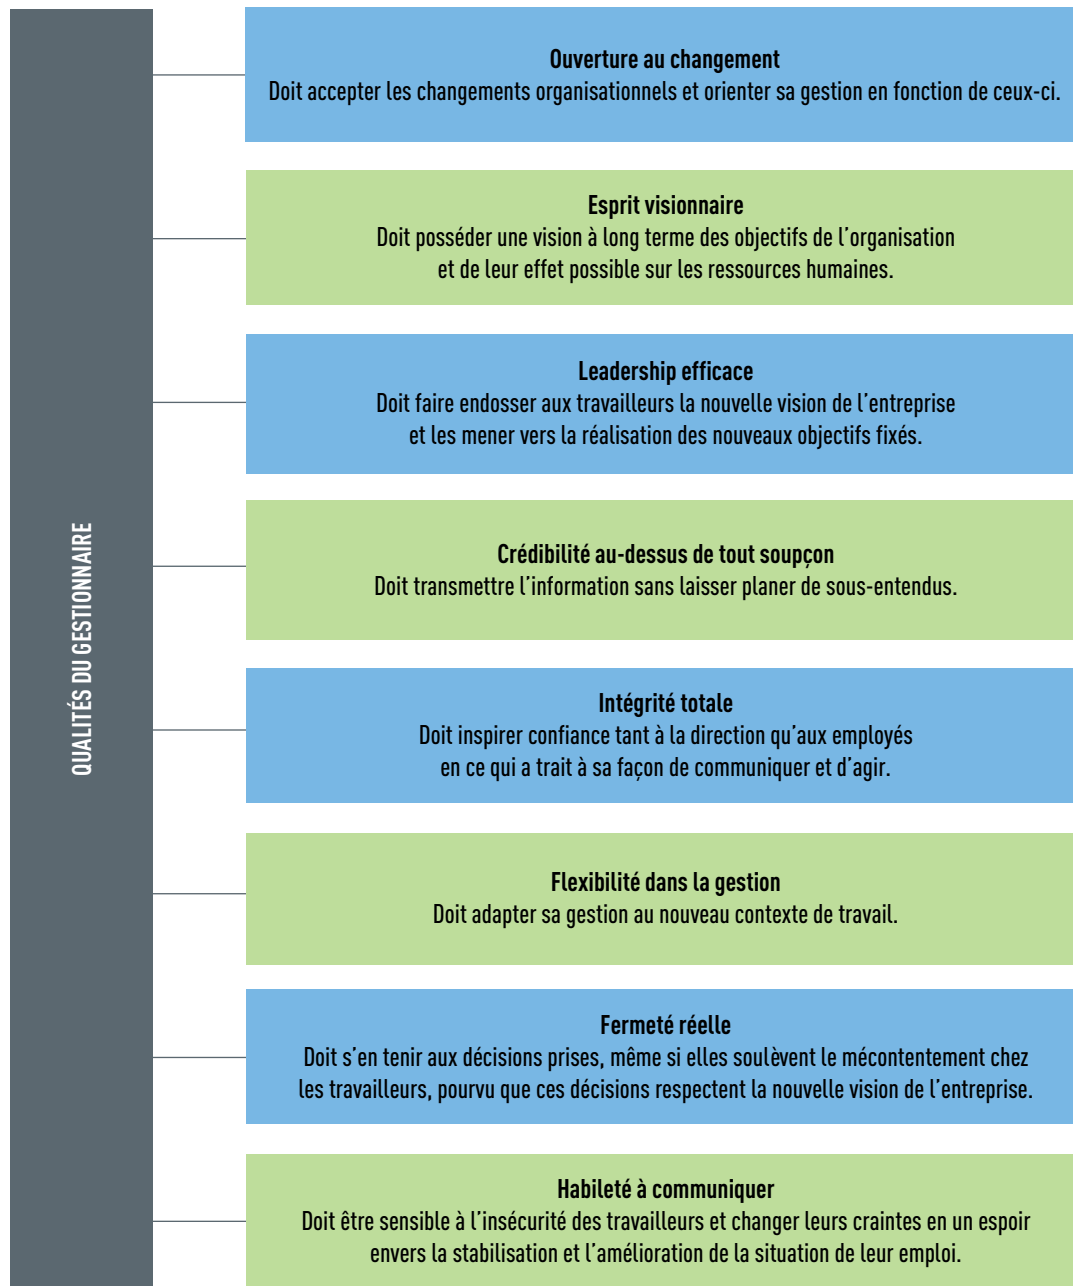 QUALITÉS DU GESTIONNAIRE
Ouverture au changement
Doit accepter les changements organisationnels et orienter sa gestion en fonction de ceux-ci.
Esprit visionnaire
Doit posséder une vision à long terme des objectifs de l’organisation
et de leur effet possible sur les ressources humaines.
Leadership efficace
Doit faire endosser aux travailleurs la nouvelle vision de l’entreprise
et les mener vers la réalisation des nouveaux objectifs fixés.
Crédibilité au-dessus de tout soupçon
Doit transmettre l’information sans laisser planer de sous-entendus.
Intégrité totale
Doit inspirer confiance tant à la direction qu’aux employés
en ce qui a trait à sa façon de communiquer et d’agir.
Flexibilité dans la gestion
Doit adapter sa gestion au nouveau contexte de travail.
Fermeté réelle
Doit s’en tenir aux décisions prises, même si elles soulèvent le mécontentement chez
les travailleurs, pourvu que ces décisions respectent la nouvelle vision de l’entreprise.
Habileté à communiquer
Doit être sensible à l’insécurité des travailleurs et changer leurs craintes en un espoir
envers la stabilisation et l’amélioration de la situation de leur emploi.